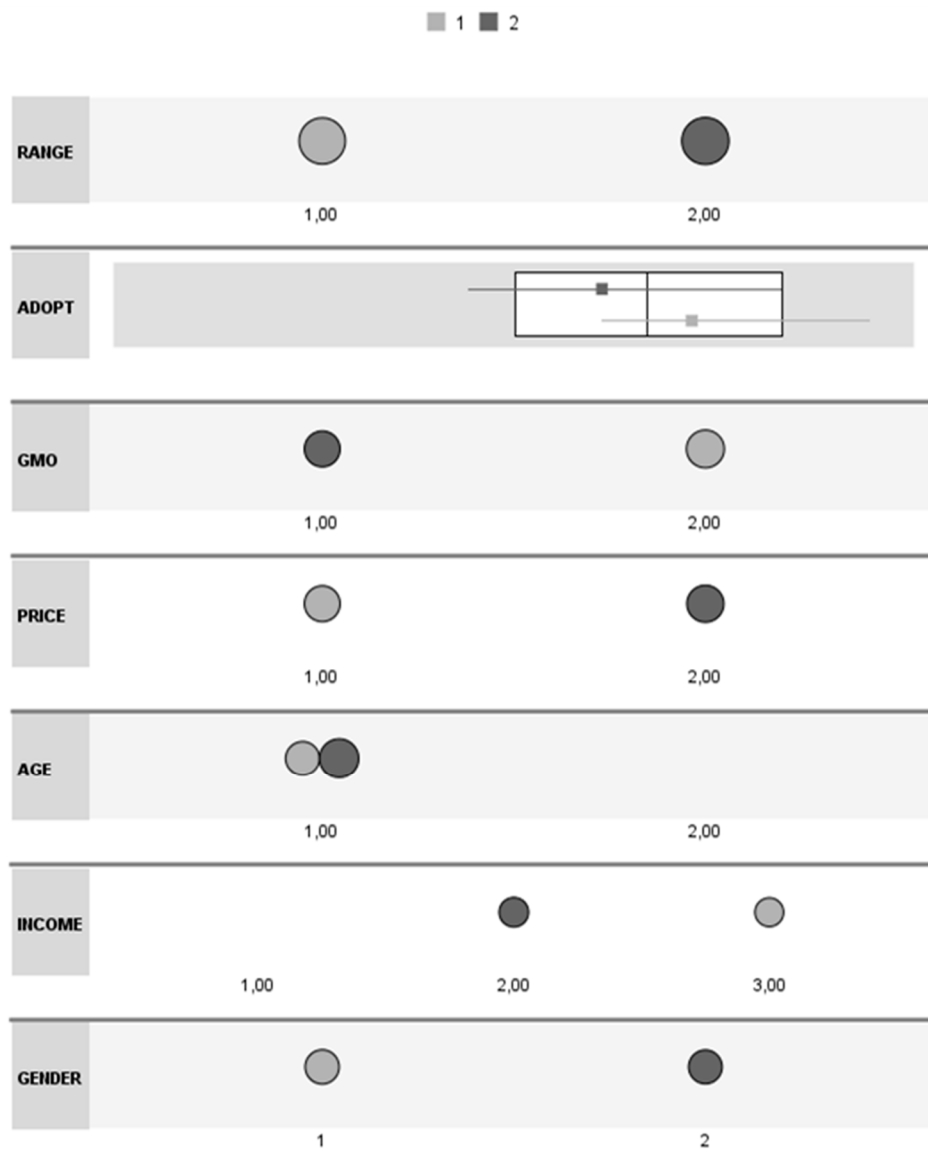 1 2
RANGE
1,00 2,00
ADOPT
GMO
1,00 2,00
PRICE
1,00 2,00
AGE
1,00 2,00
INCOME
1,00 2,00 3,00
GENDER
1 2